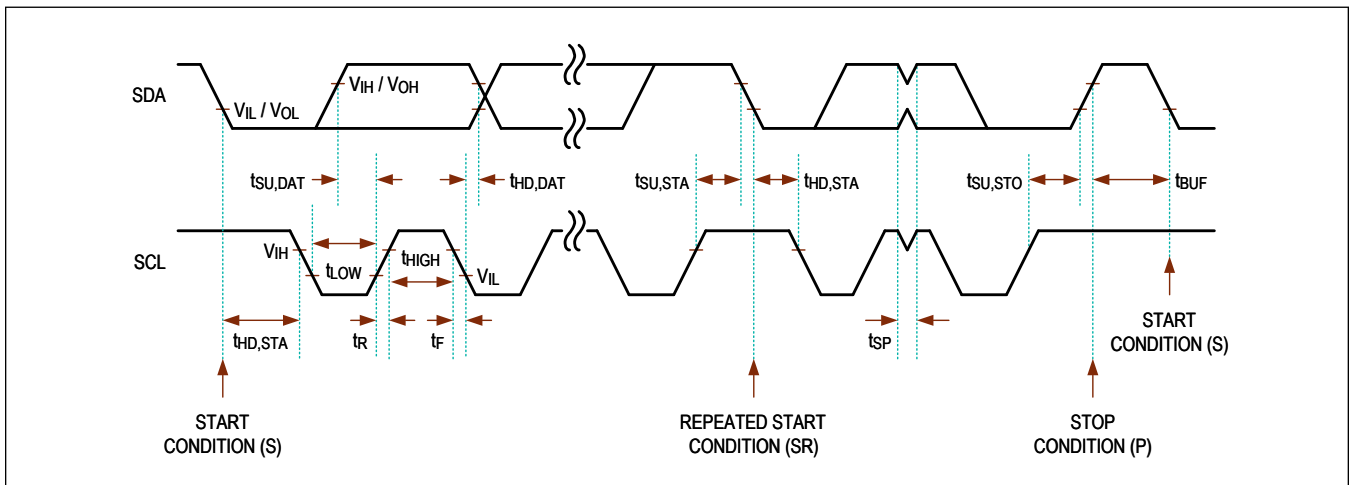 SDA
VIH / VOH
VIL / VOL
tSU,DAT
tHD,DAT
tSU,STA
tHD,STA
tSU,STO
tBUF
SCL
VIH
tLOW
tHIGH
VIL
tHD,STA
tR
tF
tSP
START
CONDITION (S)
START
CONDITION (S)
REPEATED START
CONDITION (SR)
STOP
CONDITION (P)